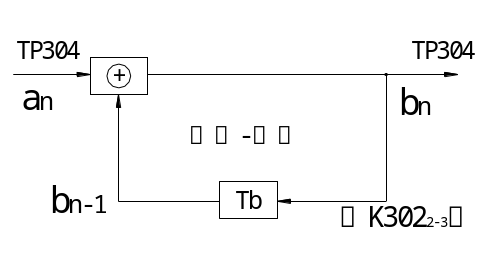 TP304
TP304
+
an
bn
-
bn-1
Tb
K302₂₋₃